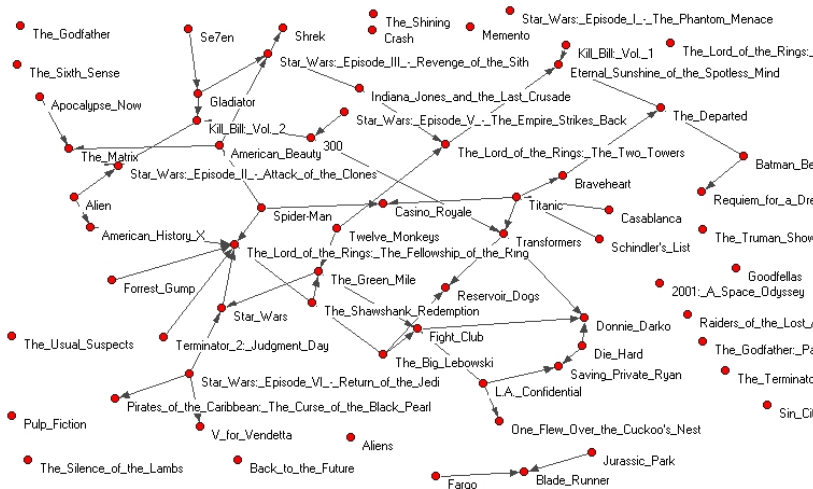 Star_Wars:_Episode_I_-_The_Phantom_Menace
The_Shining
The_Godfather
Se7en
Shrek
Crash
Memento
Kill_Bill:_Vol._1
The_Lord_of_the_Rings:_
Star_Wars:_Episode_III_-_Revenge_of_the_Sith
Eternal_Sunshine_of_the_Spotless_Mind
The_Sixth_Sense
Apocalypse_Now
Gladiator
Indiana_Jones_and_the_Last_Crusade
The_Departed
Star_Wars:_Episode_V_-_The_Empire_Strikes_Back
Kill_Bill:_Vol._2
300
The_Matrix
American_Beauty
The_Lord_of_the_Rings:_The_Two_Towers
Batman_Be
Star_Wars:_Episode_II_-_Attack_of_the_Clones
Braveheart
Requiem_for_a_Dre
Alien
Spider-Man
Casino_Royale
Titanic
Casablanca
American_History_X
Twelve_Monkeys
Transformers
Schindler's_List
The_Truman_Show
The_Lord_of_the_Rings:_The_Fellowship_of_the_Ring
Forrest_Gump
The_Green_Mile
Goodfellas
Reservoir_Dogs
2001:_A_Space_Odyssey
The_Shawshank_Redemption
Star_Wars
Donnie_Darko
Raiders_of_the_Lost_A
Fight_Club
The_Usual_Suspects
Terminator_2:_Judgment_Day
The_Godfather:_Pa
Die_Hard
The_Big_Lebowski
Saving_Private_Ryan
Star_Wars:_Episode_VI_-_Return_of_the_Jedi
The_Terminato
L.A._Confidential
Pirates_of_the_Caribbean:_The_Curse_of_the_Black_Pearl
Sin_Cit
Pulp_Fiction
V_for_Vendetta
One_Flew_Over_the_Cuckoo's_Nest
Aliens
The_Silence_of_the_Lambs
Back_to_the_Future
Jurassic_Park
Fargo
Blade_Runner